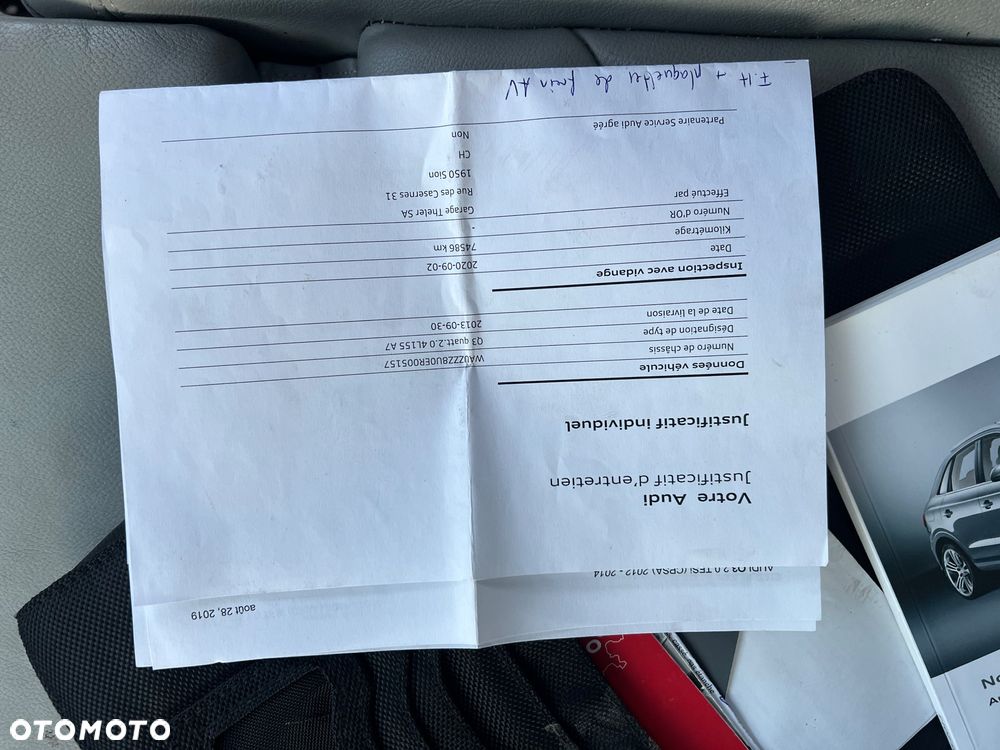 Votre Audi
Justificatif d'entretien
Justificatif individuel
Données véhicule
Numéro de châssis WAUZZZ8U0ER005157
Désignation de type Q3 quatt.2.0 4L155 A7
Date de la livraison 2013-09-30
Inspection avec vidange
Date 2020-09-02
Kilométrage 74586 km
Numéro d'OR -
Effectué par Garage Theler SA
Rue des Casernes 31
1950 Sion
CH
Partenaire Service Audi agréé Non
+ plaquettes de frein AV
août 28, 2019
AUDI Q3 2.0 TFSi (CPSA) 2012 - 2014
OTOMOTO